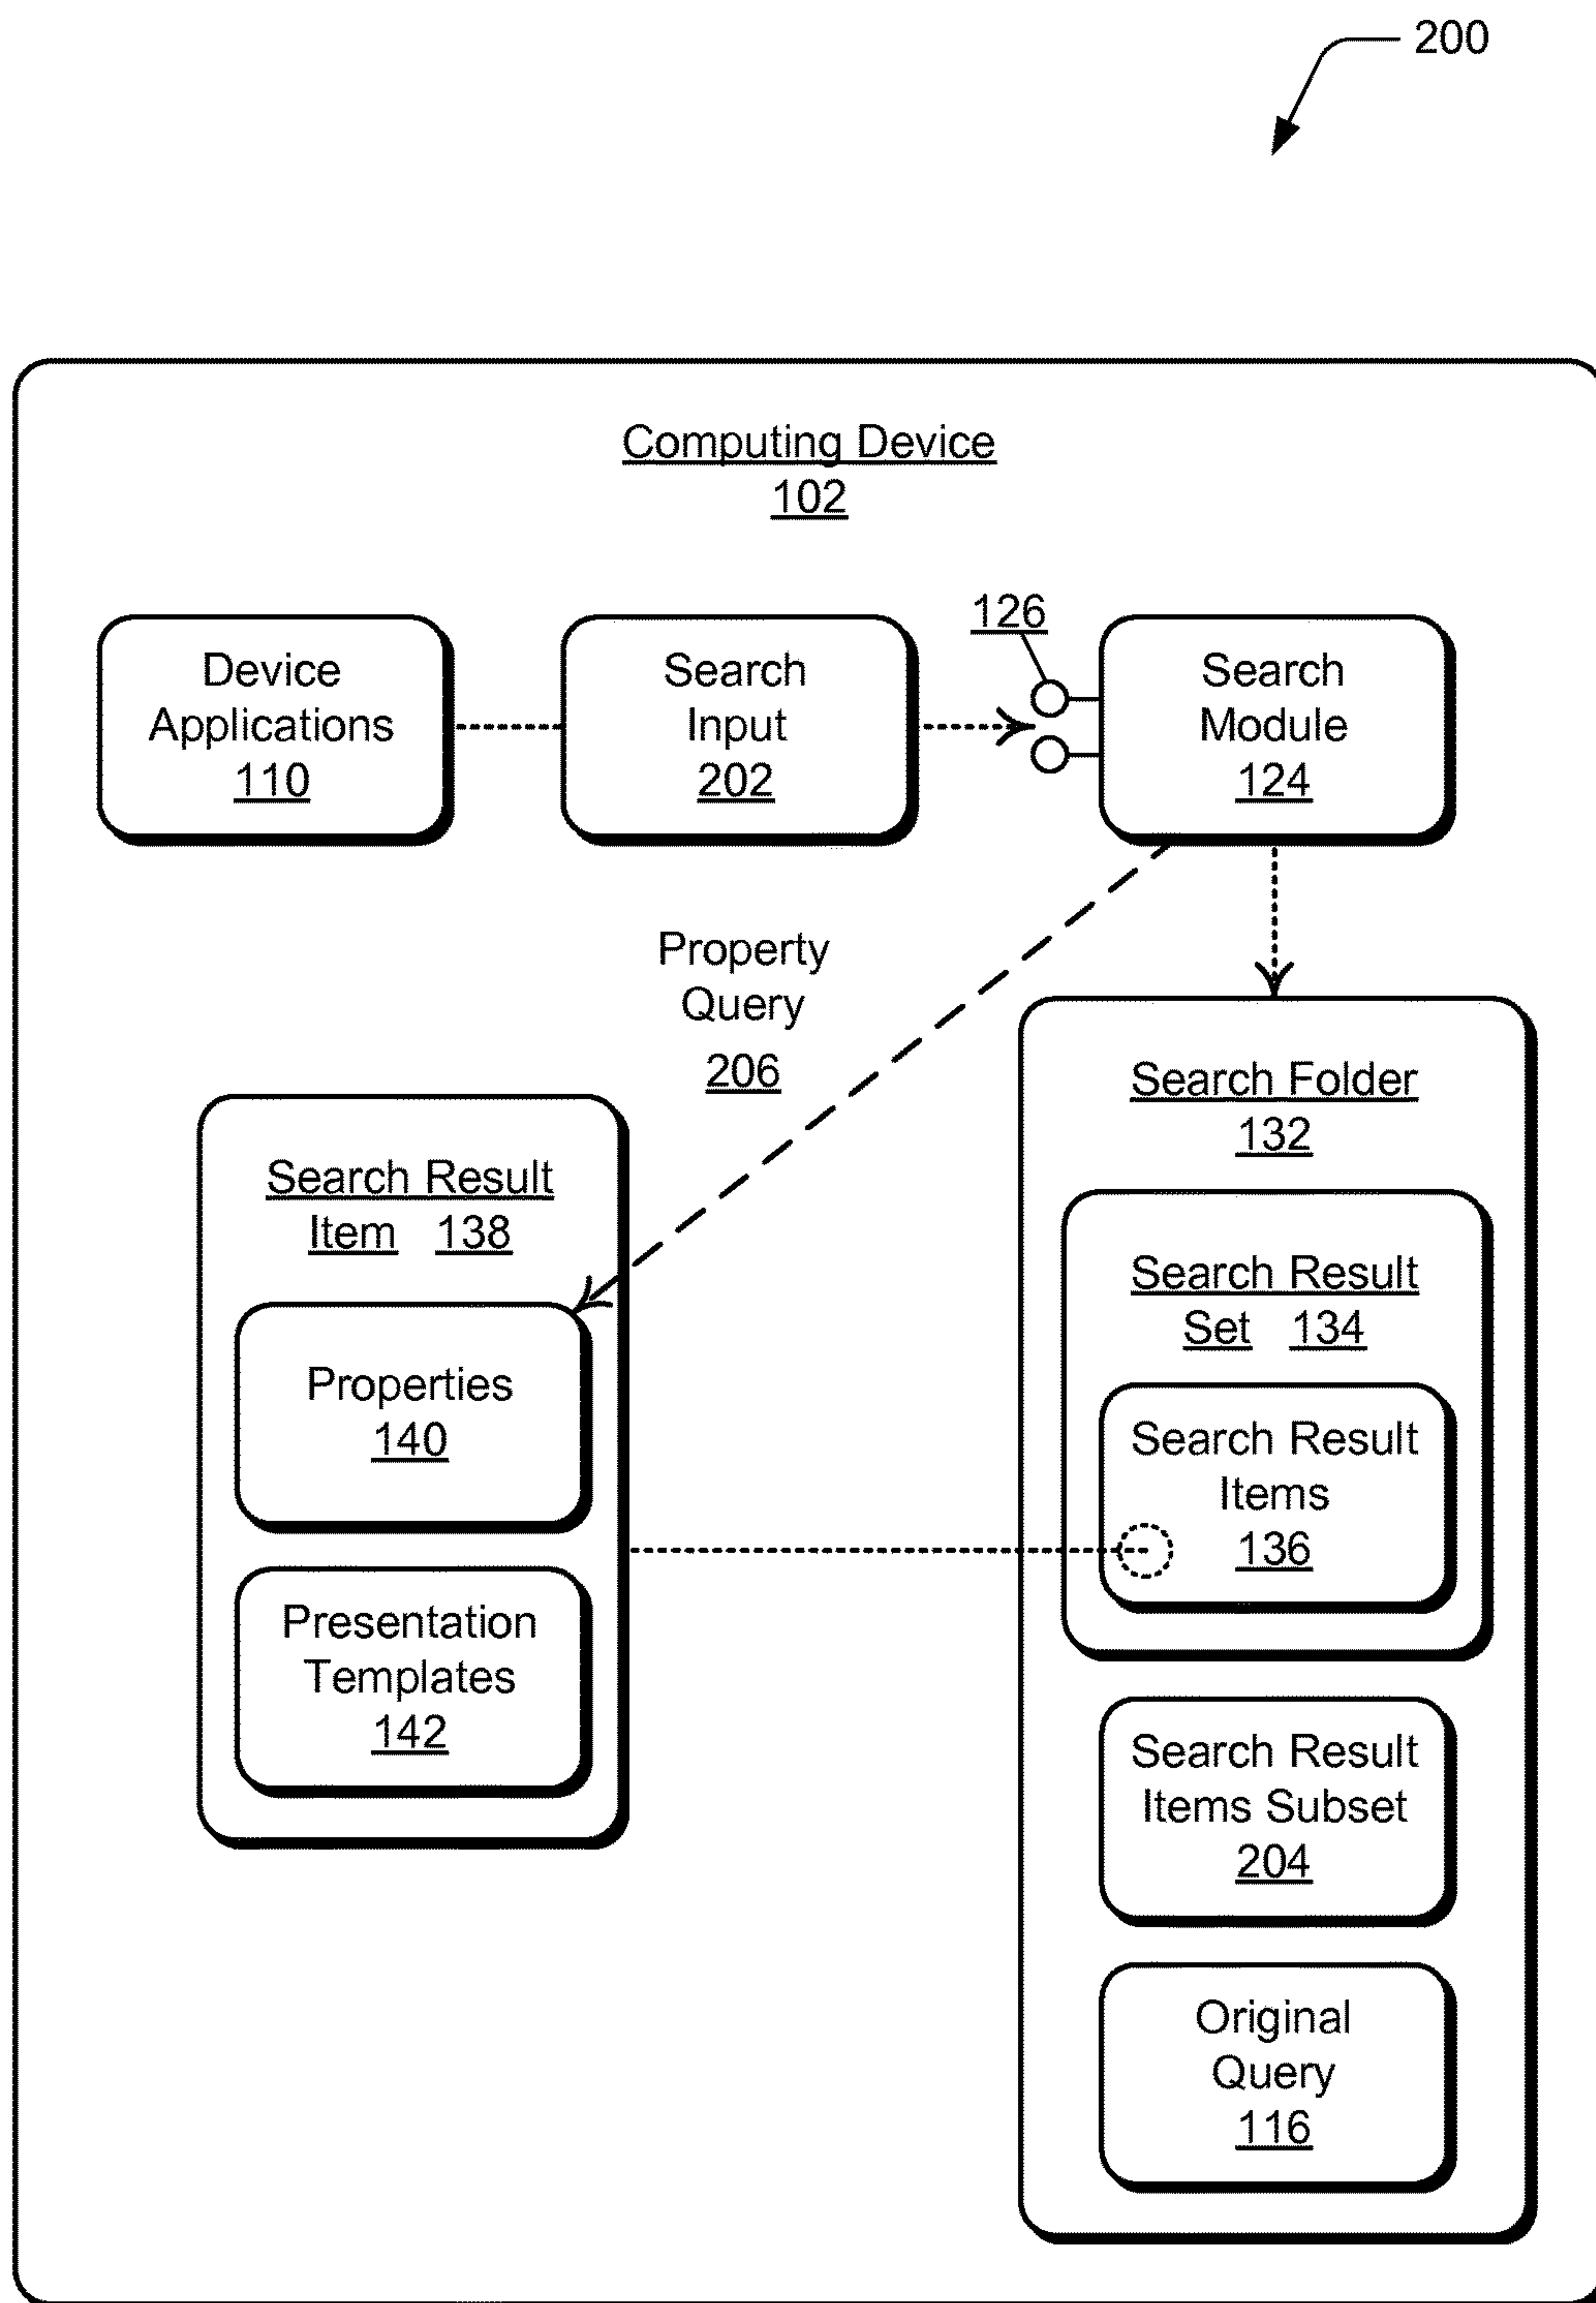 200
Computing Device
102
Device
Applications
110
Search
Input
202
126
Search
Module
124
Property
Query
206
Search Result
Item 138
Properties
140
Presentation
Templates
142
Search Folder
132
Search Result
Set 134
Search Result
Items
136
Search Result
Items Subset
204
Original
Query
116